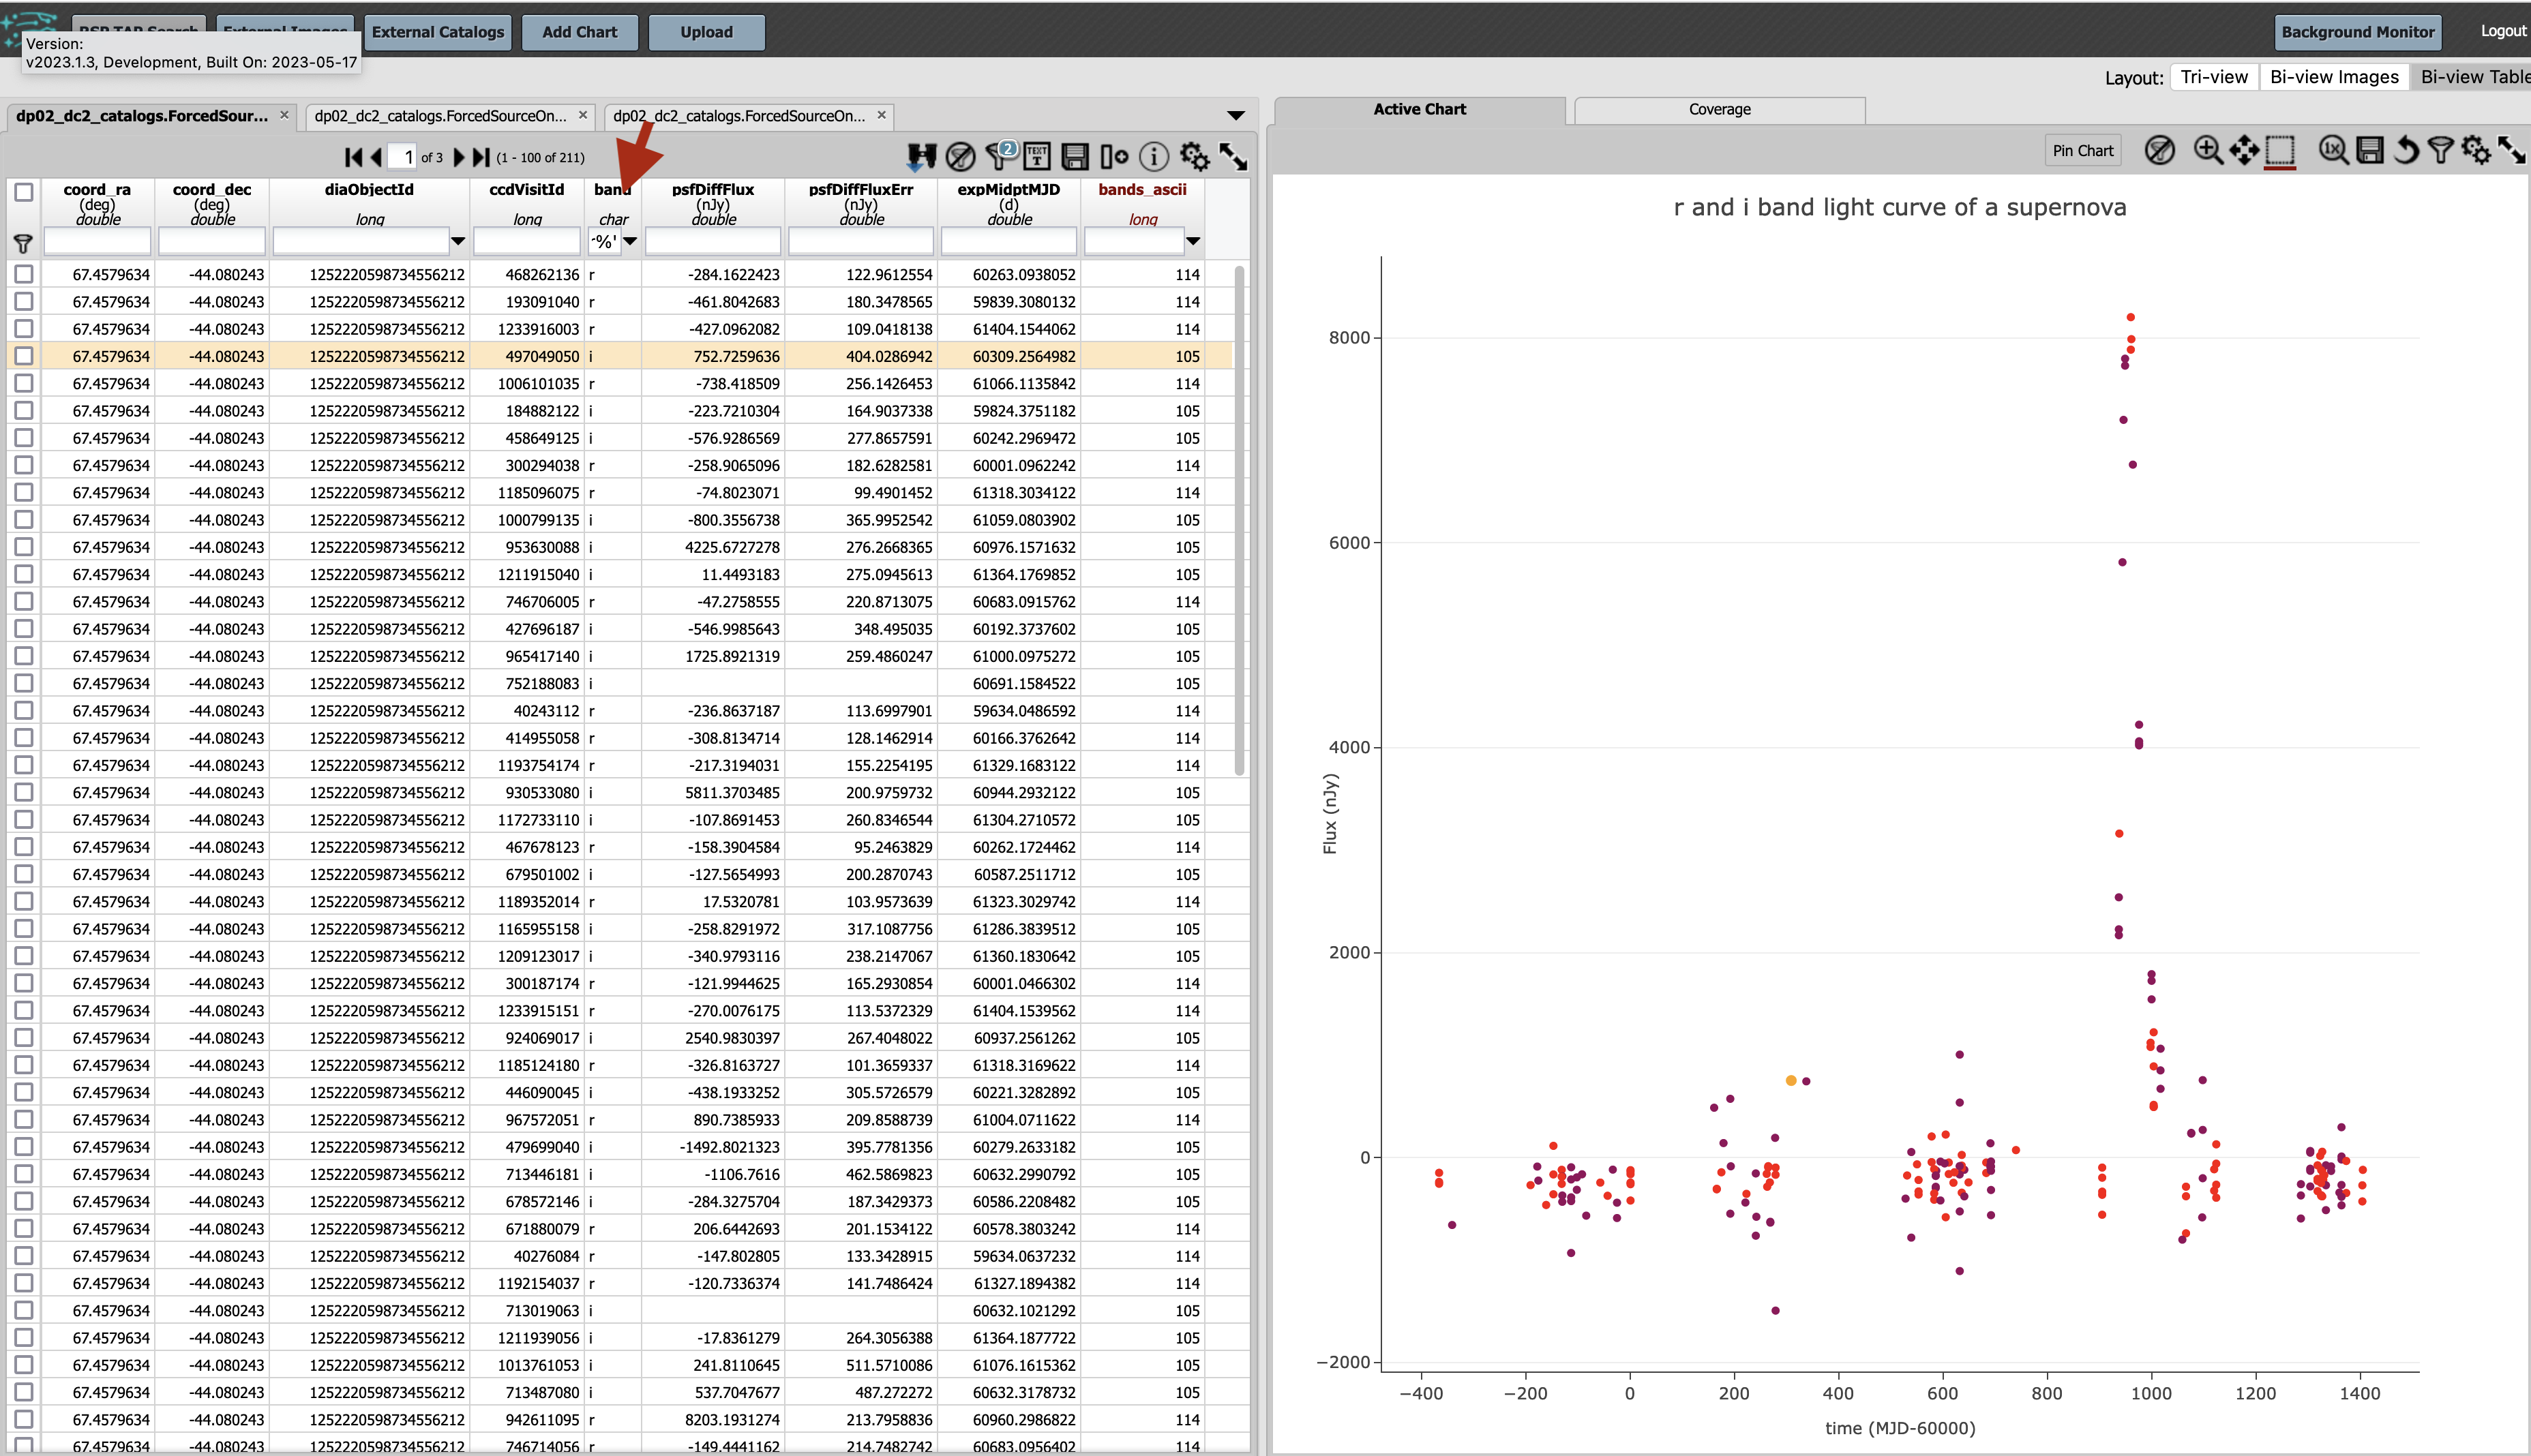 RSP TAP Search External Images External Catalogs Add Chart Upload Background Monitor Logout
Version:
v2023.1.3, Development, Built On: 2023-05-17
Layout: Tri-view Bi-view Images Bi-view Table
dp02_dc2_catalogs.ForcedSour... × dp02_dc2_catalogs.ForcedSourceOn... × dp02_dc2_catalogs.ForcedSourceOn... ×
Active Chart Coverage
1 of 3 (1 - 100 of 211) 2 TEXT
Pin Chart 1x
coord_ra coord_dec diaObjectId ccdVisitId band psfDiffFlux psfDiffFluxErr expMidptMJD bands_ascii
(deg) (deg) (nJy) (nJy) (d)
double double long long char double double double long
%'
67.4579634 -44.080243 1252220598734556212 468262136 r -284.1622423 122.9612554 60263.0938052 114
67.4579634 -44.080243 1252220598734556212 193091040 r -461.8042683 180.3478565 59839.3080132 114
67.4579634 -44.080243 1252220598734556212 1233916003 r -427.0962082 109.0418138 61404.1544062 114
67.4579634 -44.080243 1252220598734556212 497049050 i 752.7259636 404.0286942 60309.2564982 105
67.4579634 -44.080243 1252220598734556212 1006101035 r -738.418509 256.1426453 61066.1135842 114
67.4579634 -44.080243 1252220598734556212 184882122 i -223.7210304 164.9037338 59824.3751182 105
67.4579634 -44.080243 1252220598734556212 458649125 i -576.9286569 277.8657591 60242.2969472 105
67.4579634 -44.080243 1252220598734556212 300294038 r -258.9065096 182.6282581 60001.0962242 114
67.4579634 -44.080243 1252220598734556212 1185096075 r -74.8023071 99.4901452 61318.3034122 114
67.4579634 -44.080243 1252220598734556212 1000799135 i -800.3556738 365.9952542 61059.0803902 105
67.4579634 -44.080243 1252220598734556212 953630088 i 4225.6727278 276.2668365 60976.1571632 105
67.4579634 -44.080243 1252220598734556212 1211915040 i 11.4493183 275.0945613 61364.1769852 105
67.4579634 -44.080243 1252220598734556212 746706005 r -47.2758555 220.8713075 60683.0915762 114
67.4579634 -44.080243 1252220598734556212 427696187 i -546.9985643 348.495035 60192.3737602 105
67.4579634 -44.080243 1252220598734556212 965417140 i 1725.8921319 259.4860247 61000.0975272 105
67.4579634 -44.080243 1252220598734556212 752188083 i 60691.1584522 105
67.4579634 -44.080243 1252220598734556212 40243112 r -236.8637187 113.6997901 59634.0486592 114
67.4579634 -44.080243 1252220598734556212 414955058 r -308.8134714 128.1462914 60166.3762642 114
67.4579634 -44.080243 1252220598734556212 1193754174 r -217.3194031 155.2254195 61329.1683122 114
67.4579634 -44.080243 1252220598734556212 930533080 i 5811.3703485 200.9759732 60944.2932122 105
67.4579634 -44.080243 1252220598734556212 1172733110 i -107.8691453 260.8346544 61304.2710572 105
67.4579634 -44.080243 1252220598734556212 467678123 r -158.3904584 95.2463829 60262.1724462 114
67.4579634 -44.080243 1252220598734556212 679501002 i -127.5654993 200.2870743 60587.2511712 105
67.4579634 -44.080243 1252220598734556212 1189352014 r 17.5320781 103.9573639 61323.3029742 114
67.4579634 -44.080243 1252220598734556212 1165955158 i -258.8291972 317.1087756 61286.3839512 105
67.4579634 -44.080243 1252220598734556212 1209123017 i -340.9793116 238.2147067 61360.1830642 105
67.4579634 -44.080243 1252220598734556212 300187174 r -121.9944625 165.2930854 60001.0466302 114
67.4579634 -44.080243 1252220598734556212 1233915151 r -270.0076175 113.5372329 61404.1539562 114
67.4579634 -44.080243 1252220598734556212 924069017 i 2540.9830397 267.4048022 60937.2561262 105
67.4579634 -44.080243 1252220598734556212 1185124180 r -326.8163727 101.3659337 61318.3169622 114
67.4579634 -44.080243 1252220598734556212 446090045 i -438.1933252 305.5726579 60221.3282892 105
67.4579634 -44.080243 1252220598734556212 967572051 r 890.7385933 209.8588739 61004.0711622 114
67.4579634 -44.080243 1252220598734556212 479699040 i -1492.8021323 395.7781356 60279.2633182 105
67.4579634 -44.080243 1252220598734556212 713446181 i -1106.7616 462.5869823 60632.2990792 105
67.4579634 -44.080243 1252220598734556212 678572146 i -284.3275704 187.3429373 60586.2208482 105
67.4579634 -44.080243 1252220598734556212 671880079 r 206.6442693 201.1534122 60578.3803242 114
67.4579634 -44.080243 1252220598734556212 40276084 r -147.802805 133.3428915 59634.0637232 114
67.4579634 -44.080243 1252220598734556212 1192154037 r -120.7336374 141.7486424 61327.1894382 114
67.4579634 -44.080243 1252220598734556212 713019063 i 60632.1021292 105
67.4579634 -44.080243 1252220598734556212 1211939056 i -17.8361279 264.3056388 61364.1877722 105
67.4579634 -44.080243 1252220598734556212 1013761053 i 241.8110645 511.5710086 61076.1615362 105
67.4579634 -44.080243 1252220598734556212 713487080 i 537.7047677 487.272272 60632.3178732 105
67.4579634 -44.080243 1252220598734556212 942611095 r 8203.1931274 213.7958836 60960.2986822 114
67.4579634 -44.080243 1252220598734556212 746714056 r -149.4441162 214.7482742 60683.0956402 114
r and i band light curve of a supernova
8000
6000
4000
2000
0
−2000
Flux (nJy)
−400 −200 0 200 400 600 800 1000 1200 1400
time (MJD-60000)